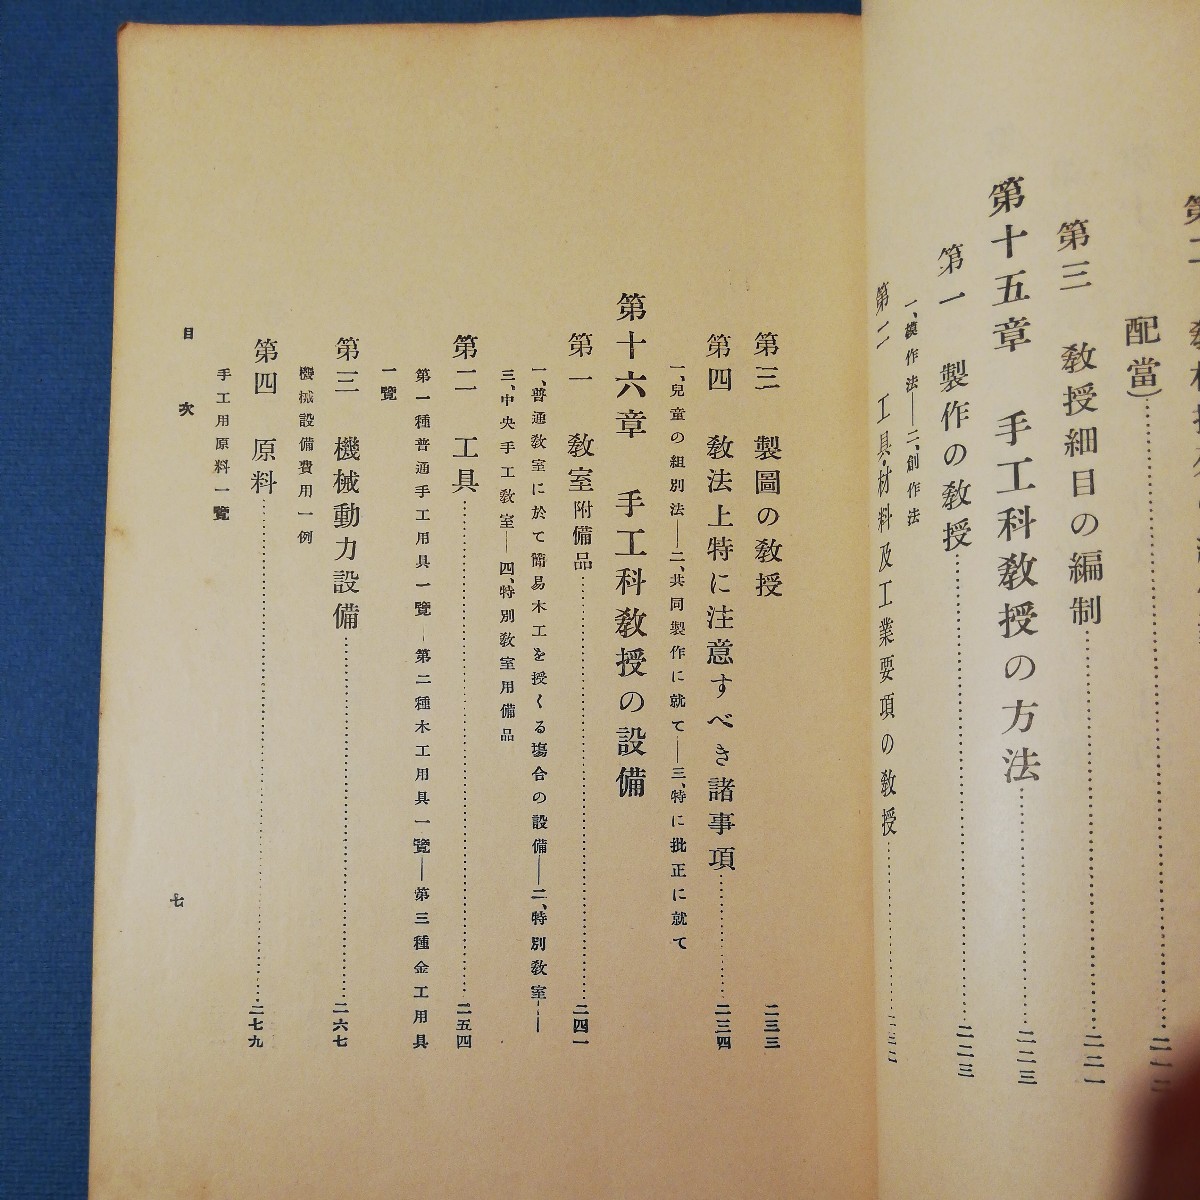 配當)……二一二
第三 教授細目の編制……二二一
第十五章 手工科教授の方法……二二三
第一 製作の教授……二二三
一、模作法——二、創作法
第二 工具・材料及工業要項の教授……
第三 製圖の教授 二三三
第四 教法上特に注意すべき諸事項……二三四
一、兒童の組別法——二、共同製作に就て——三、特に批正に就て
第十六章 手工科教授の設備
第一 教室附備品……二四一
一、普通教室に於て簡易木工を授くる塲合の設備——二、特別教室——
三、中央手工教室——四、特別教室用備品
第二 工具……二五四
第一種普通手工用具一覽——第二種木工用具一覽——第三種金工用具
一覽
第三 機械動力設備……二六七
機械設備費用一例
第四 原料……二七九
手工用原料一覽
目次
七